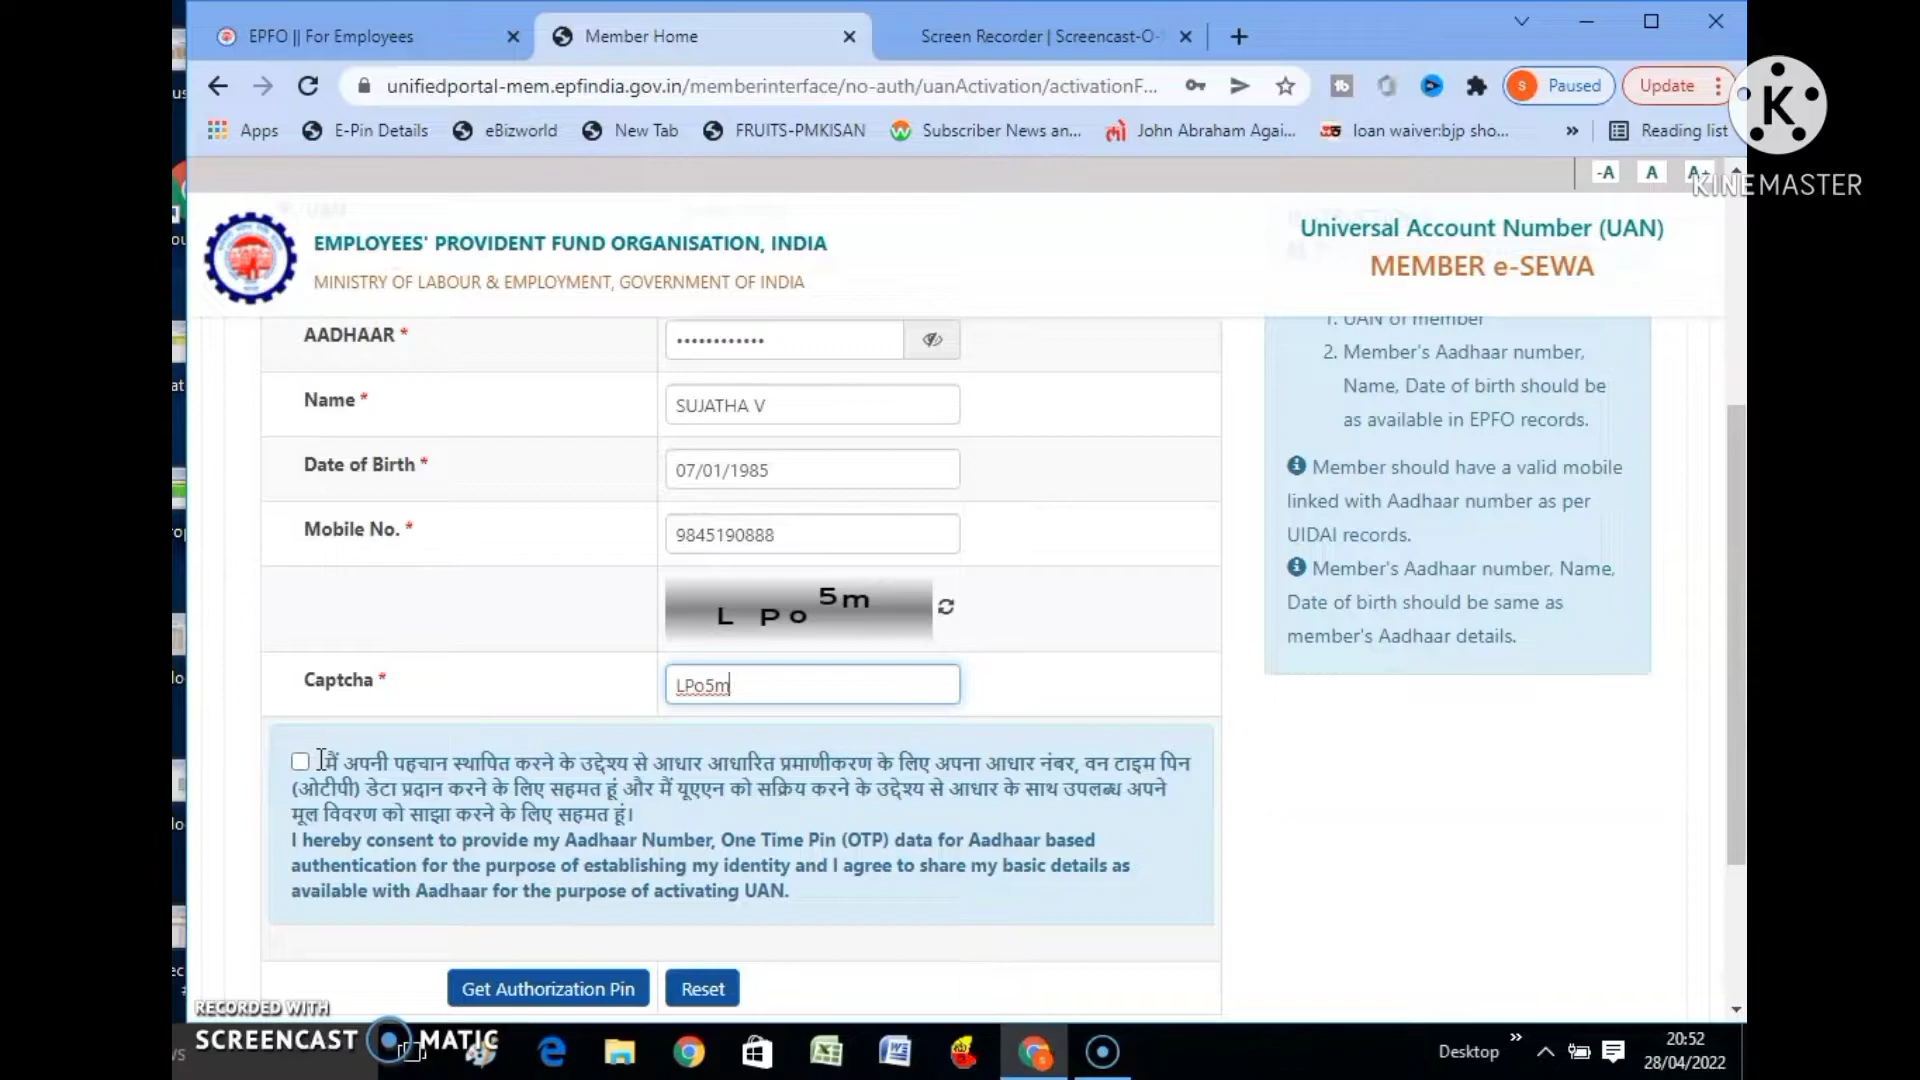 EPFO || For Employees
Member Home
Screen Recorder | Screencast-O-
unifiedportal-mem.epfindia.gov.in/memberinterface/no-auth/uanActivation/activationF...
Paused
Update
K
KINEMASTER
Apps
E-Pin Details
eBizworld
New Tab
FRUITS-PMKISAN
Subscriber News an...
John Abraham Agai...
loan waiver:bjp sho...
»
Reading list
-A A A+
EMPLOYEES' PROVIDENT FUND ORGANISATION, INDIA
MINISTRY OF LABOUR & EMPLOYMENT, GOVERNMENT OF INDIA
Universal Account Number (UAN)
MEMBER e-SEWA
AADHAAR *
••••••••••••
Name *
SUJATHA V
Date of Birth *
07/01/1985
Mobile No. *
9845190888
L Po5m
Captcha *
LPo5m
1. UAN of member
2. Member's Aadhaar number,
Name, Date of birth should be
as available in EPFO records.
Member should have a valid mobile
linked with Aadhaar number as per
UIDAI records.
Member's Aadhaar number, Name,
Date of birth should be same as
member's Aadhaar details.
मैं अपनी पहचान स्थापित करने के उद्देश्य से आधार आधारित प्रमाणीकरण के लिए अपना आधार नंबर, वन टाइम पिन
(ओटीपी) डेटा प्रदान करने के लिए सहमत हूं और मैं यूएएन को सक्रिय करने के उद्देश्य से आधार के साथ उपलब्ध अपने
मूल विवरण को साझा करने के लिए सहमत हूं।
I hereby consent to provide my Aadhaar Number, One Time Pin (OTP) data for Aadhaar based
authentication for the purpose of establishing my identity and I agree to share my basic details as
available with Aadhaar for the purpose of activating UAN.
Get Authorization Pin
Reset
RECORDED WITH
SCREENCAST MATIC
Desktop
»
20:52
28/04/2022